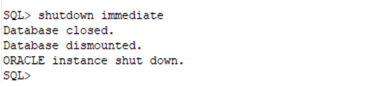 SQL> shutdown immediate
Database closed.
Database dismounted.
ORACLE instance shut down.
SQL>